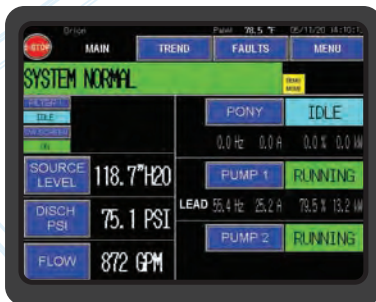 Orion Panel 78.5 °F 05/11/20 14:10:12
E-STOP MAIN TREND FAULTS MENU
SYSTEM NORMAL DEMO MODE
FILTER 1
IDLE
ON
PONY IDLE
0.0 Hz 0.0 A 0.0 % 0.0 kW
SOURCE LEVEL 118.7"H2O
PUMP 1 RUNNING
DISCH PSI 75.1 PSI
LEAD 55.4 Hz 25.2 A 79.5 % 13.2 kW
PUMP 2 RUNNING
FLOW 872 GPM